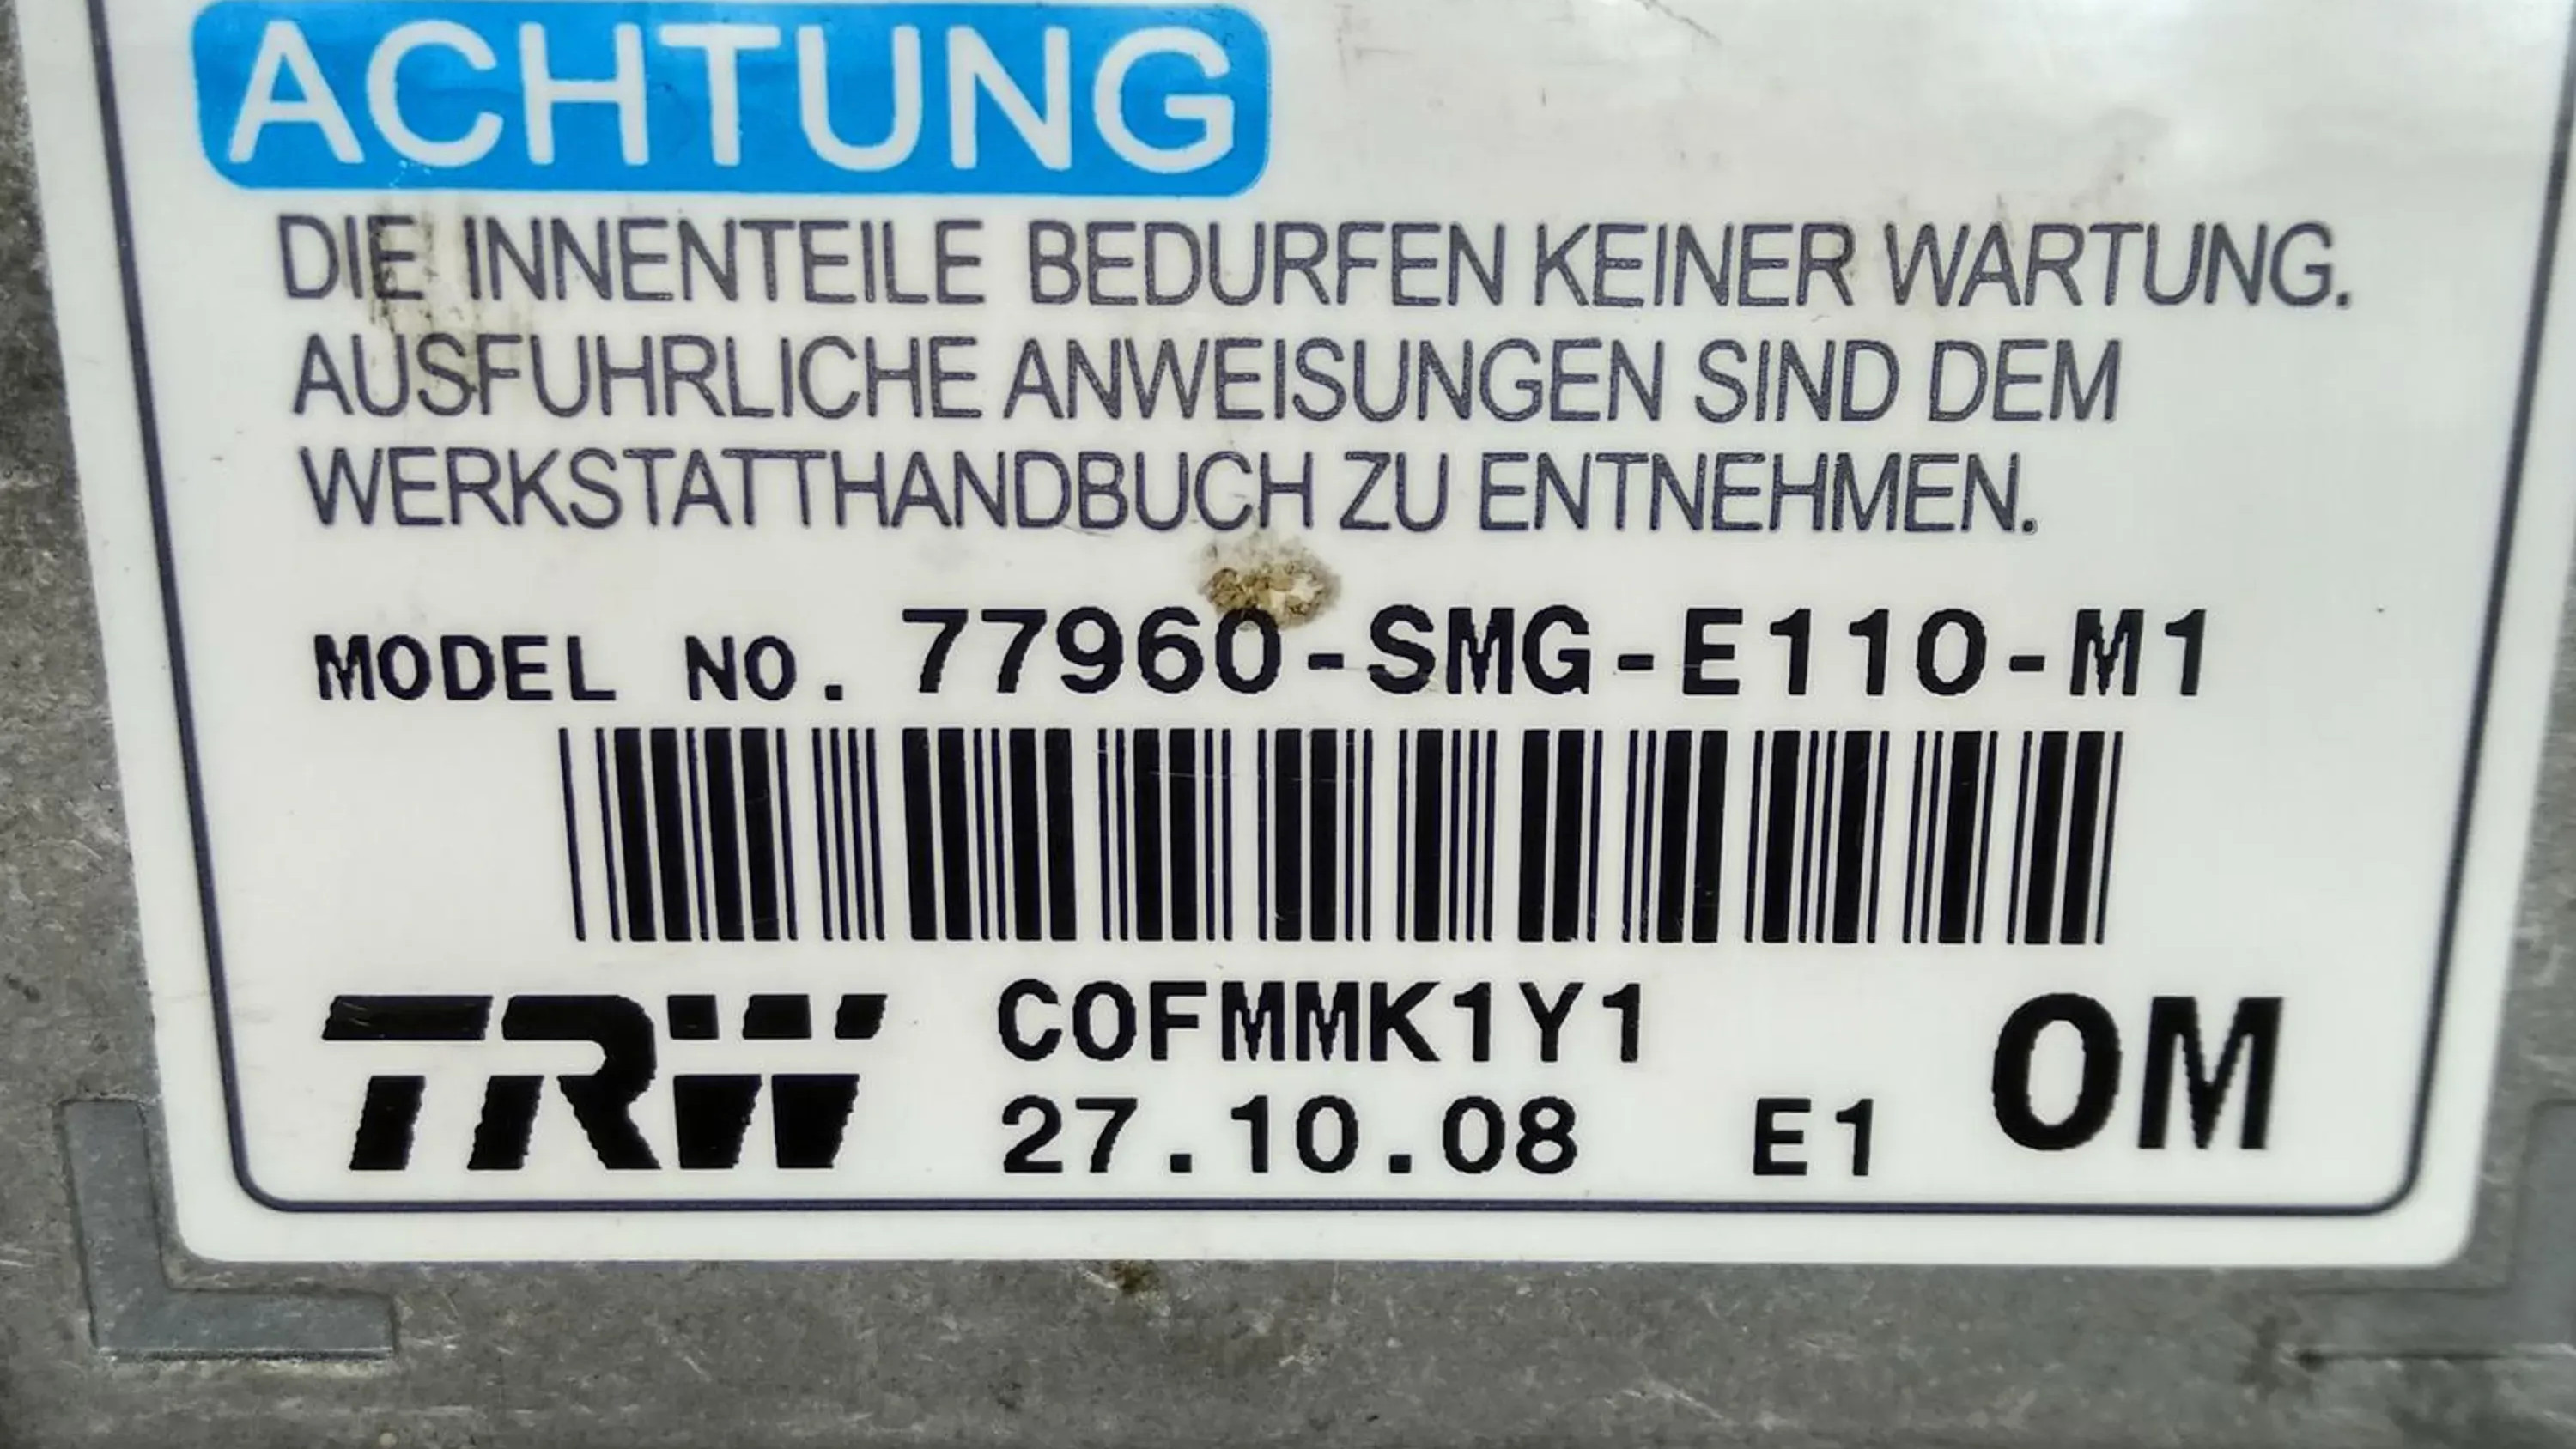 ACHTUNG
DIE INNENTEILE BEDURFEN KEINER WARTUNG.
AUSFUHRLICHE ANWEISUNGEN SIND DEM
WERKSTATTHANDBUCH ZU ENTNEHMEN.
MODEL NO. 77960-SMG-E110-M1
TRW C0FMMK1Y1 0M
27.10.08 E1